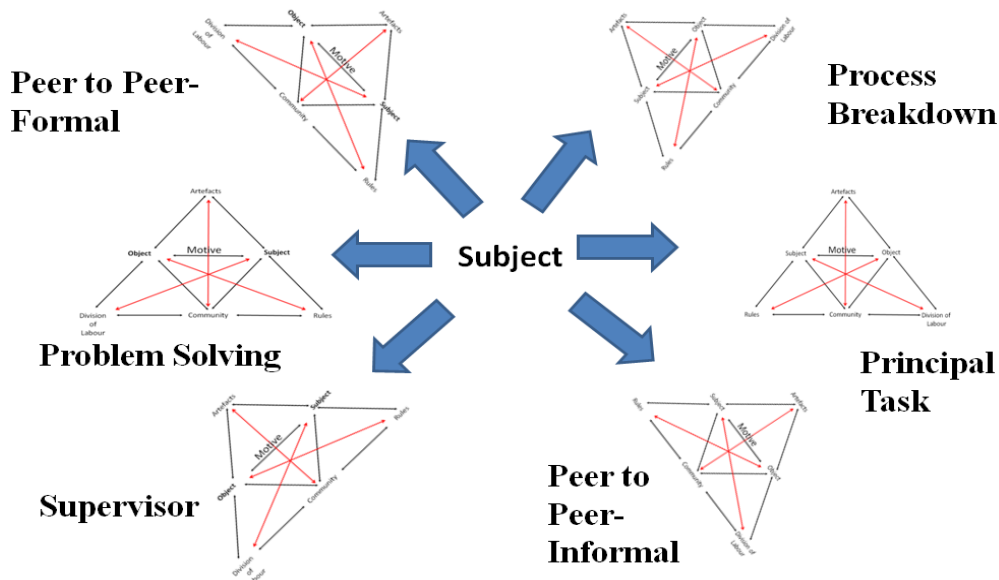 Object
Artefacts
Division
of
Labour
Motive
Community
Subject
Rules
Peer to Peer-
Formal
Artefacts
Object
Division of
Labour
Motive
Subject
Community
Rules
Process
Breakdown
Artefacts
Object
Motive
Subject
Division
of
Labour
Community
Rules
Problem Solving
Subject
Artefacts
Subject
Motive
Object
Rules
Community
Division of
Labour
Principal
Task
Artefacts
Subject
Rules
Motive
Object
Community
Division
of
Labour
Supervisor
Rules
Subject
Artefacts
Motive
Community
Object
Division of
Labour
Peer to
Peer-
Informal